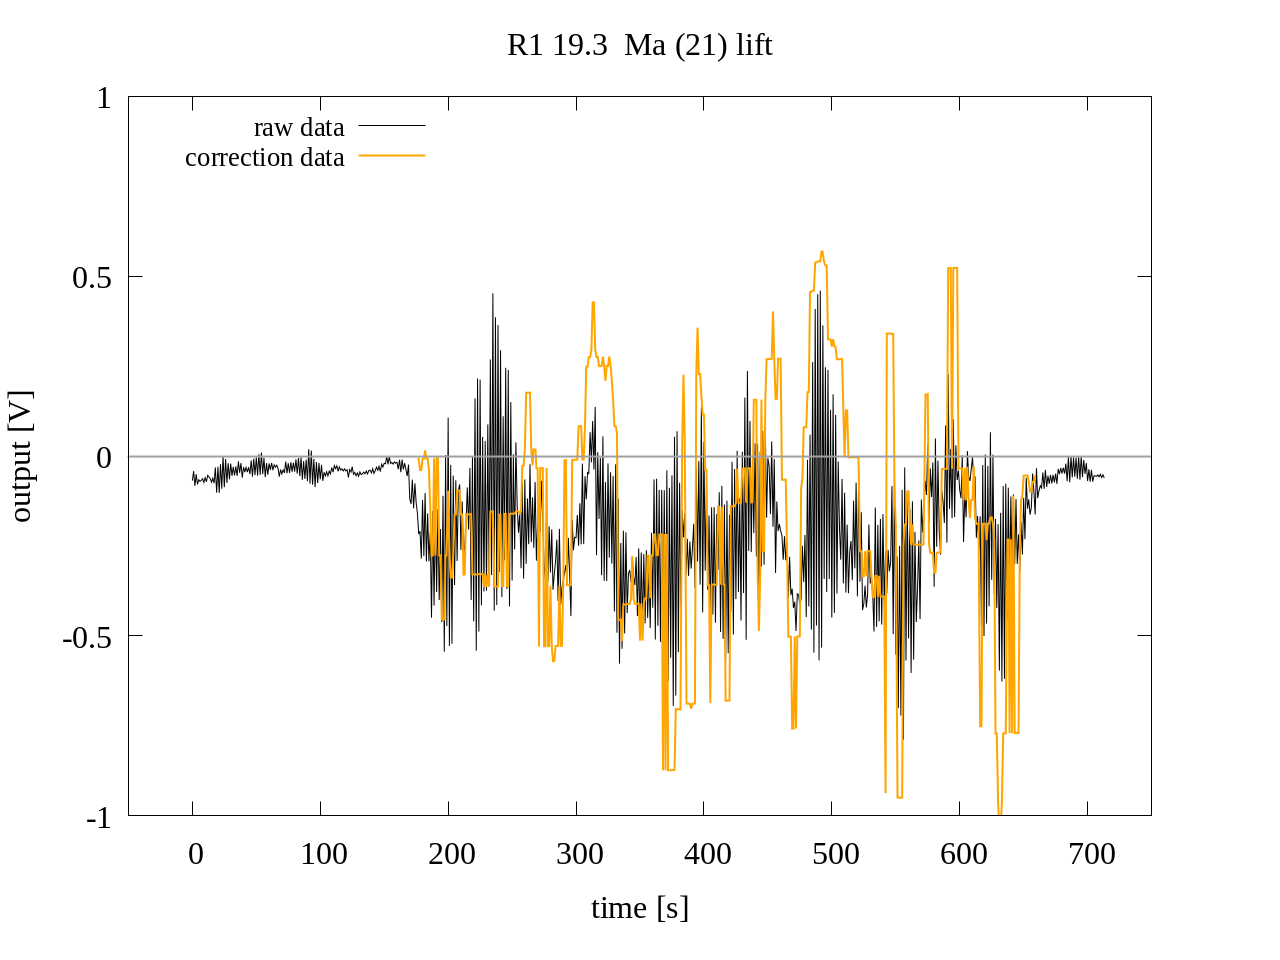 R1 19.3  Ma (21) lift
raw data
correction data
1
0.5
0
-0.5
-1
output [V]
0 100 200 300 400 500 600 700
time [s]